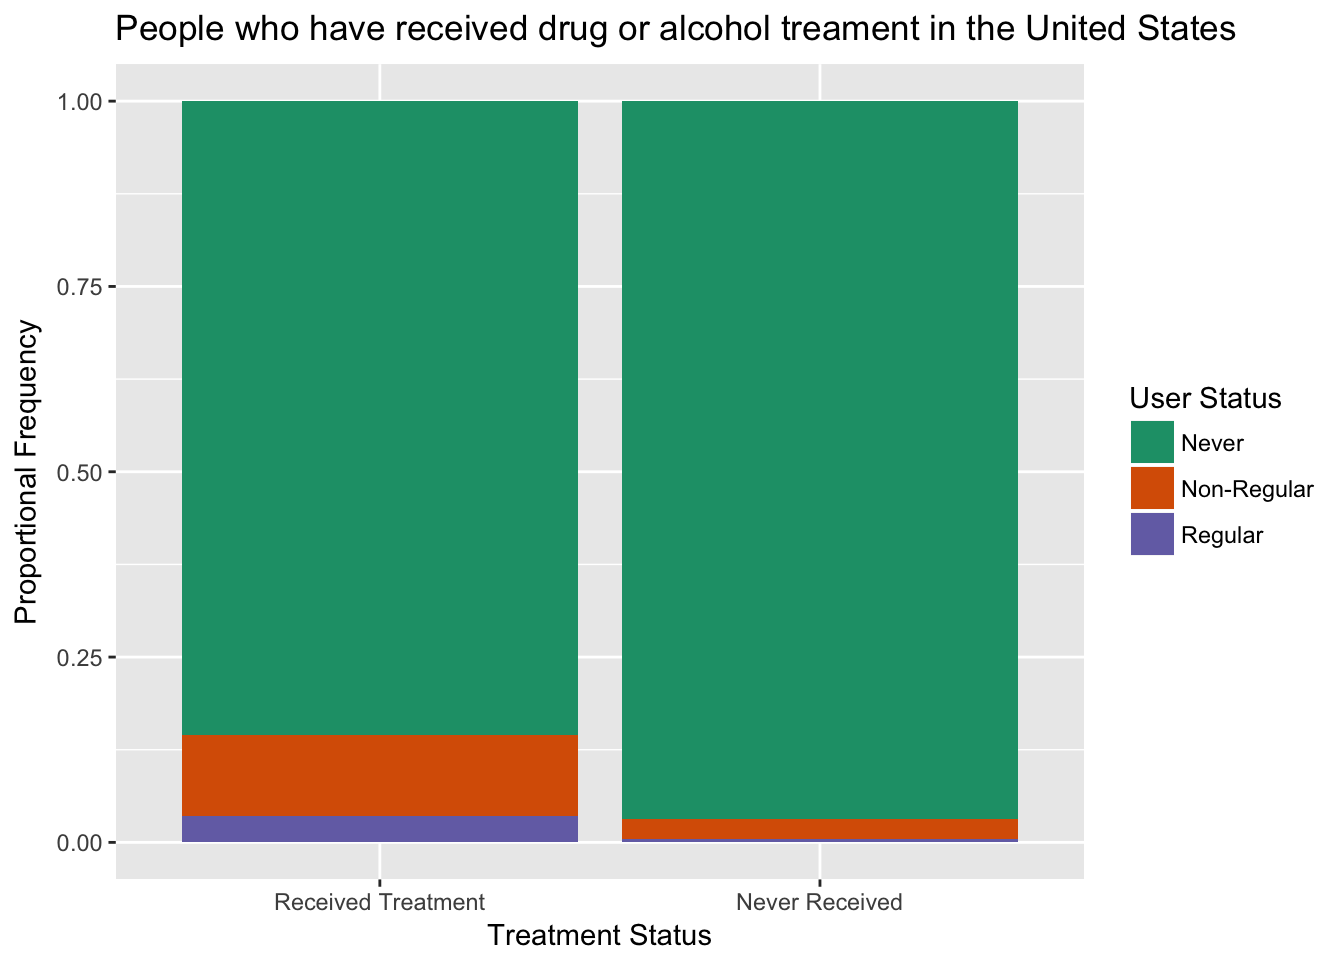 People who have received drug or alcohol treament in the United States
Proportional Frequency
1.00
0.75
0.50
0.25
0.00
Received Treatment
Never Received
Treatment Status
User Status
Never
Non-Regular
Regular